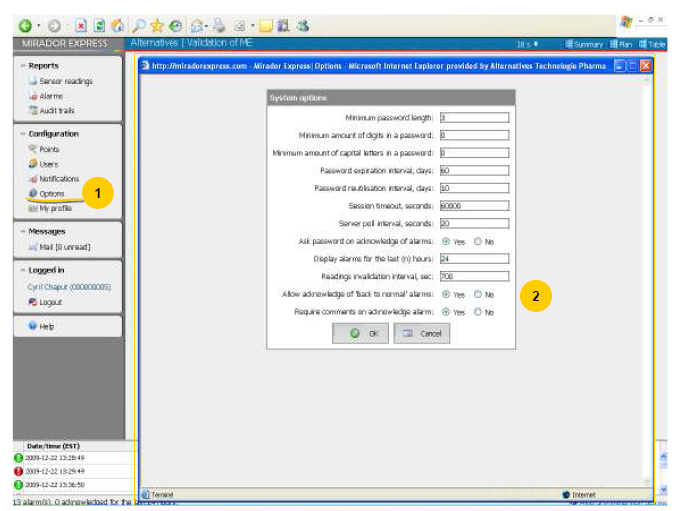 MIRADOR EXPRESS
Alternatives | Validation of ME
18 s
Summary
Plan
Table
Reports
Sensor readings
Alarms
Audit trails
Configuration
Points
Users
Notifications
Options
My profile
1
Messages
Mail [0 unread]
Logged in
Cyril Chaput (000000005)
Logout
Help
http://miradorexpress.com - Mirador Express| Options - Microsoft Internet Explorer provided by Alternatives Technologie Pharma
System options
Minimum password length: 3
Minimum amount of digits in a password: 0
Minimum amount of capital letters in a password: 0
Password expiration interval, days: 60
Password reutilisation interval, days: 10
Session timeout, seconds: 60000
Server poll interval, seconds: 20
Ask password on acknowledge of alarms: Yes No
Display alarms for the last (n) hours: 24
Readings invalidation interval, sec: 700
Allow acknowledge of 'Back to normal' alarms: Yes No
Require comments on acknowledge alarm: Yes No
2
OK Cancel
Date/time (EST)
2009-12-22 13:28:49
2009-12-22 13:29:49
2009-12-22 13:36:50
Terminé
Internet
13 alarm(s), 0 acknowledged for the